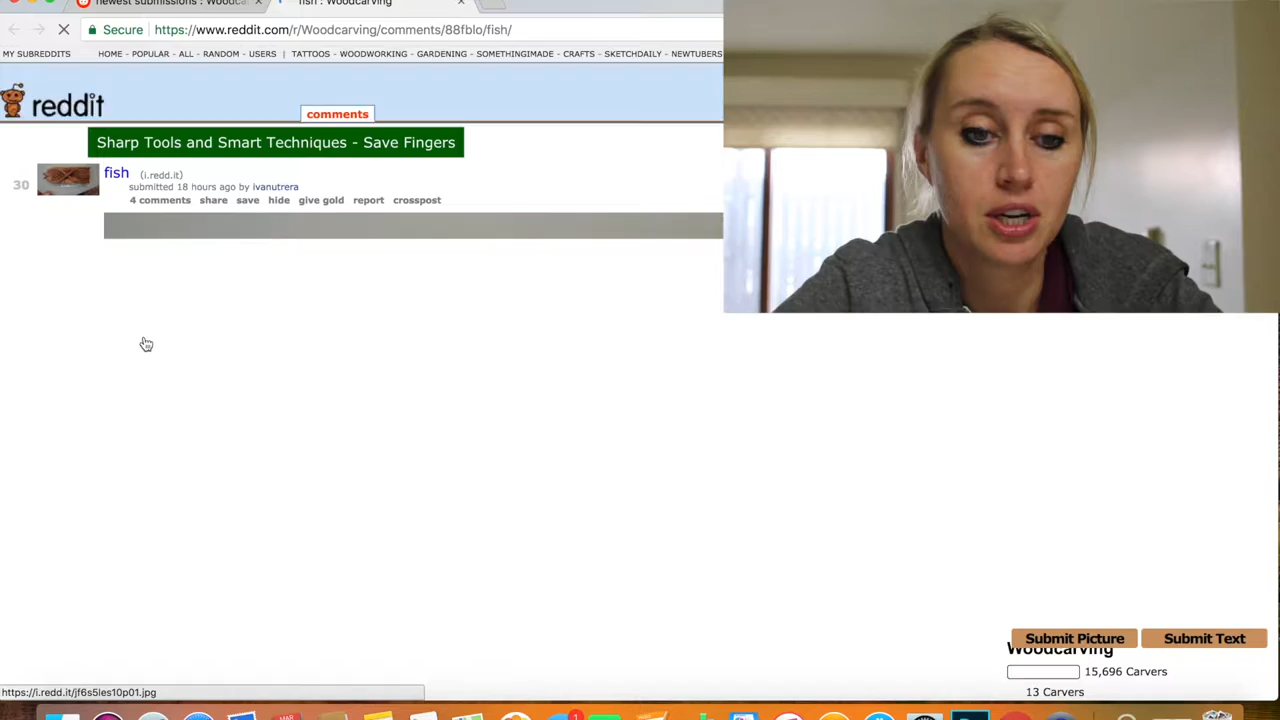 newest submissions : Woodca
fish : Woodcarving
Secure https://www.reddit.com/r/Woodcarving/comments/88fblo/fish/
MY SUBREDDITS HOME - POPULAR - ALL - RANDOM - USERS | TATTOOS - WOODWORKING - GARDENING - SOMETHINGIMADE - CRAFTS - SKETCHDAILY - NEWTUBERS
reddit
comments
Sharp Tools and Smart Techniques - Save Fingers
30
fish (i.redd.it)
submitted 18 hours ago by ivanutrera
4 comments share save hide give gold report crosspost
Submit Picture Submit Text
Woodcarving
15,696 Carvers
13 Carvers
https://i.redd.it/jf6s5les10p01.jpg
MAR
1